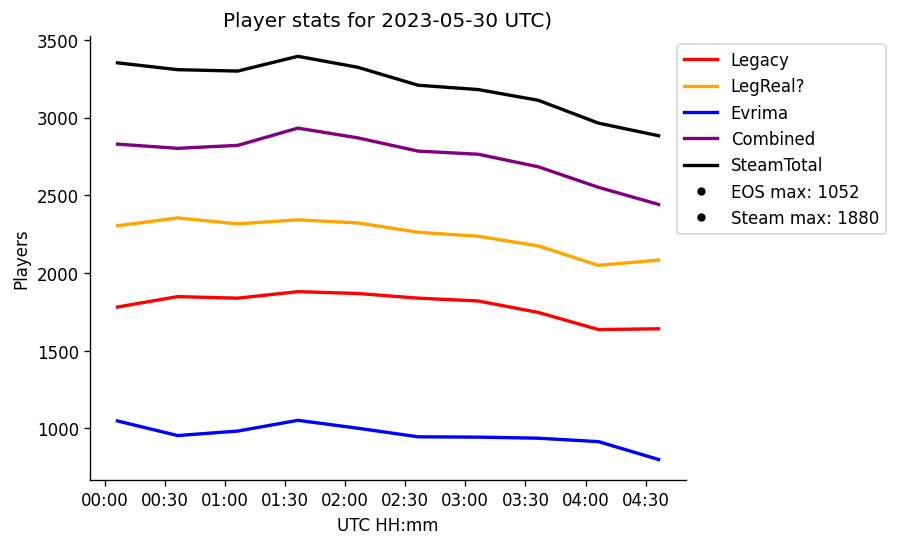 Player stats for 2023-05-30 UTC)
3500
3000
2500
2000
1500
1000
Players
00:00 00:30 01:00 01:30 02:00 02:30 03:00 03:30 04:00 04:30
UTC HH:mm
Legacy
LegReal?
Evrima
Combined
SteamTotal
EOS max: 1052
Steam max: 1880